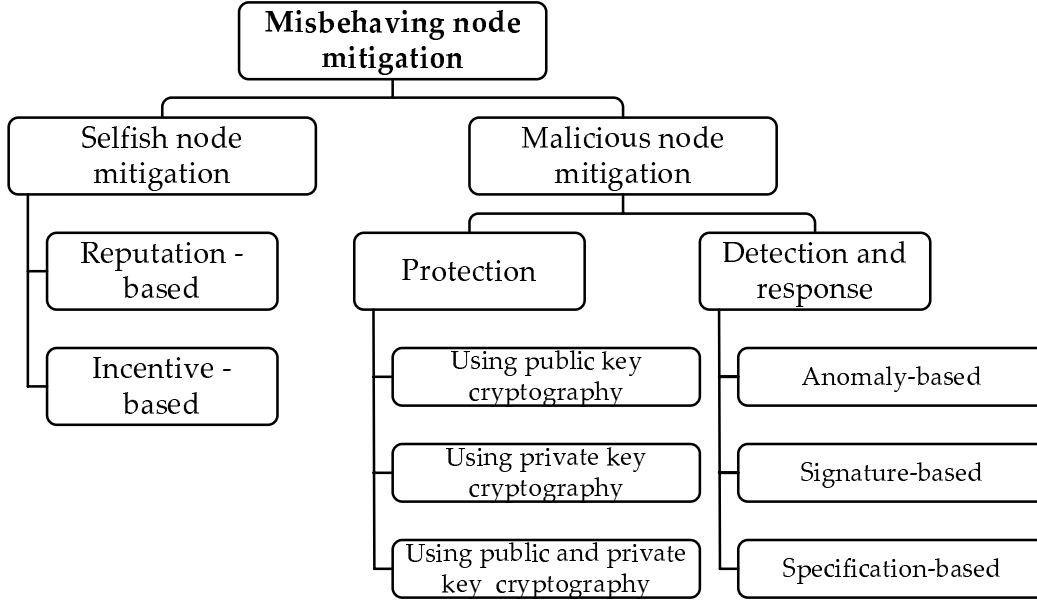 Misbehaving node
mitigation
Selfish node
mitigation
Malicious node
mitigation
Reputation -
based
Incentive -
based
Protection
Using public key
cryptography
Using private key
cryptography
Using public and private
key cryptography
Detection and
response
Anomaly-based
Signature-based
Specification-based